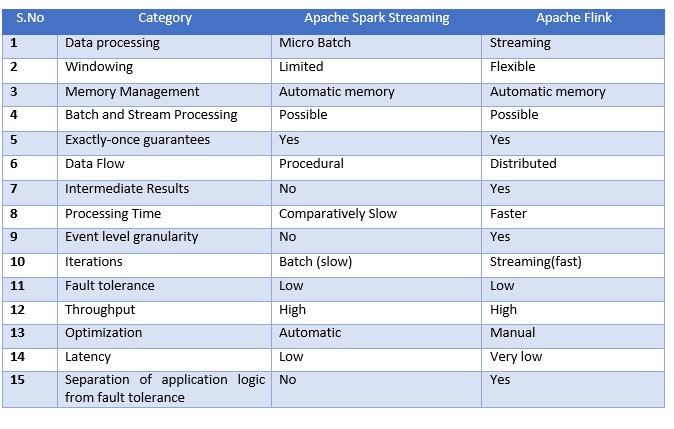 S.No Category Apache Spark Streaming Apache Flink
1 Data processing Micro Batch Streaming
2 Windowing Limited Flexible
3 Memory Management Automatic memory Automatic memory
4 Batch and Stream Processing Possible Possible
5 Exactly-once guarantees Yes Yes
6 Data Flow Procedural Distributed
7 Intermediate Results No Yes
8 Processing Time Comparatively Slow Faster
9 Event level granularity No Yes
10 Iterations Batch (slow) Streaming(fast)
11 Fault tolerance Low Low
12 Throughput High High
13 Optimization Automatic Manual
14 Latency Low Very low
15 Separation of application logic No Yes
from fault tolerance